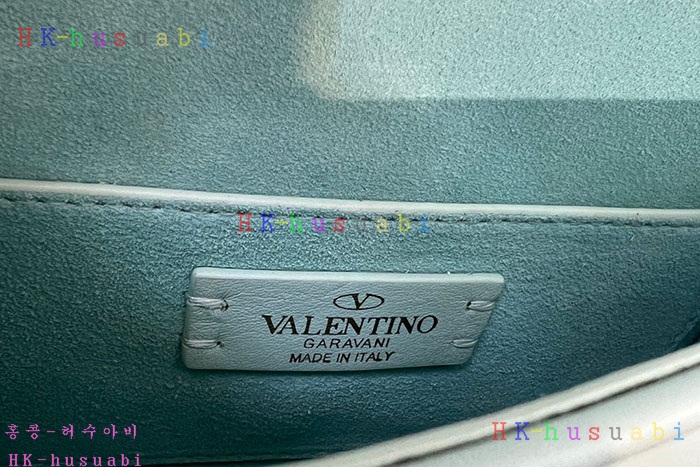 HK-husuabi
HK-husuabi
V
VALENTINO
GARAVANI
MADE IN ITALY
홍콩-허수아비
HK-husuabi
HK-husuabi